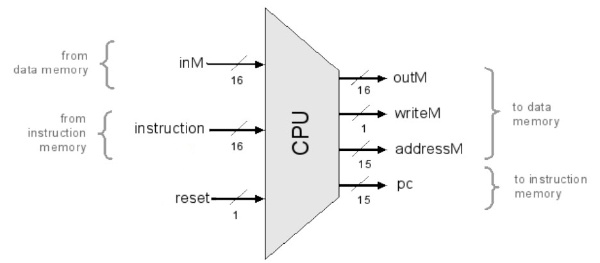 from
data memory
inM
16
from
instruction
memory
instruction
16
reset
1
CPU
outM
16
writeM
1
addressM
15
pc
15
to data
memory
to instruction
memory